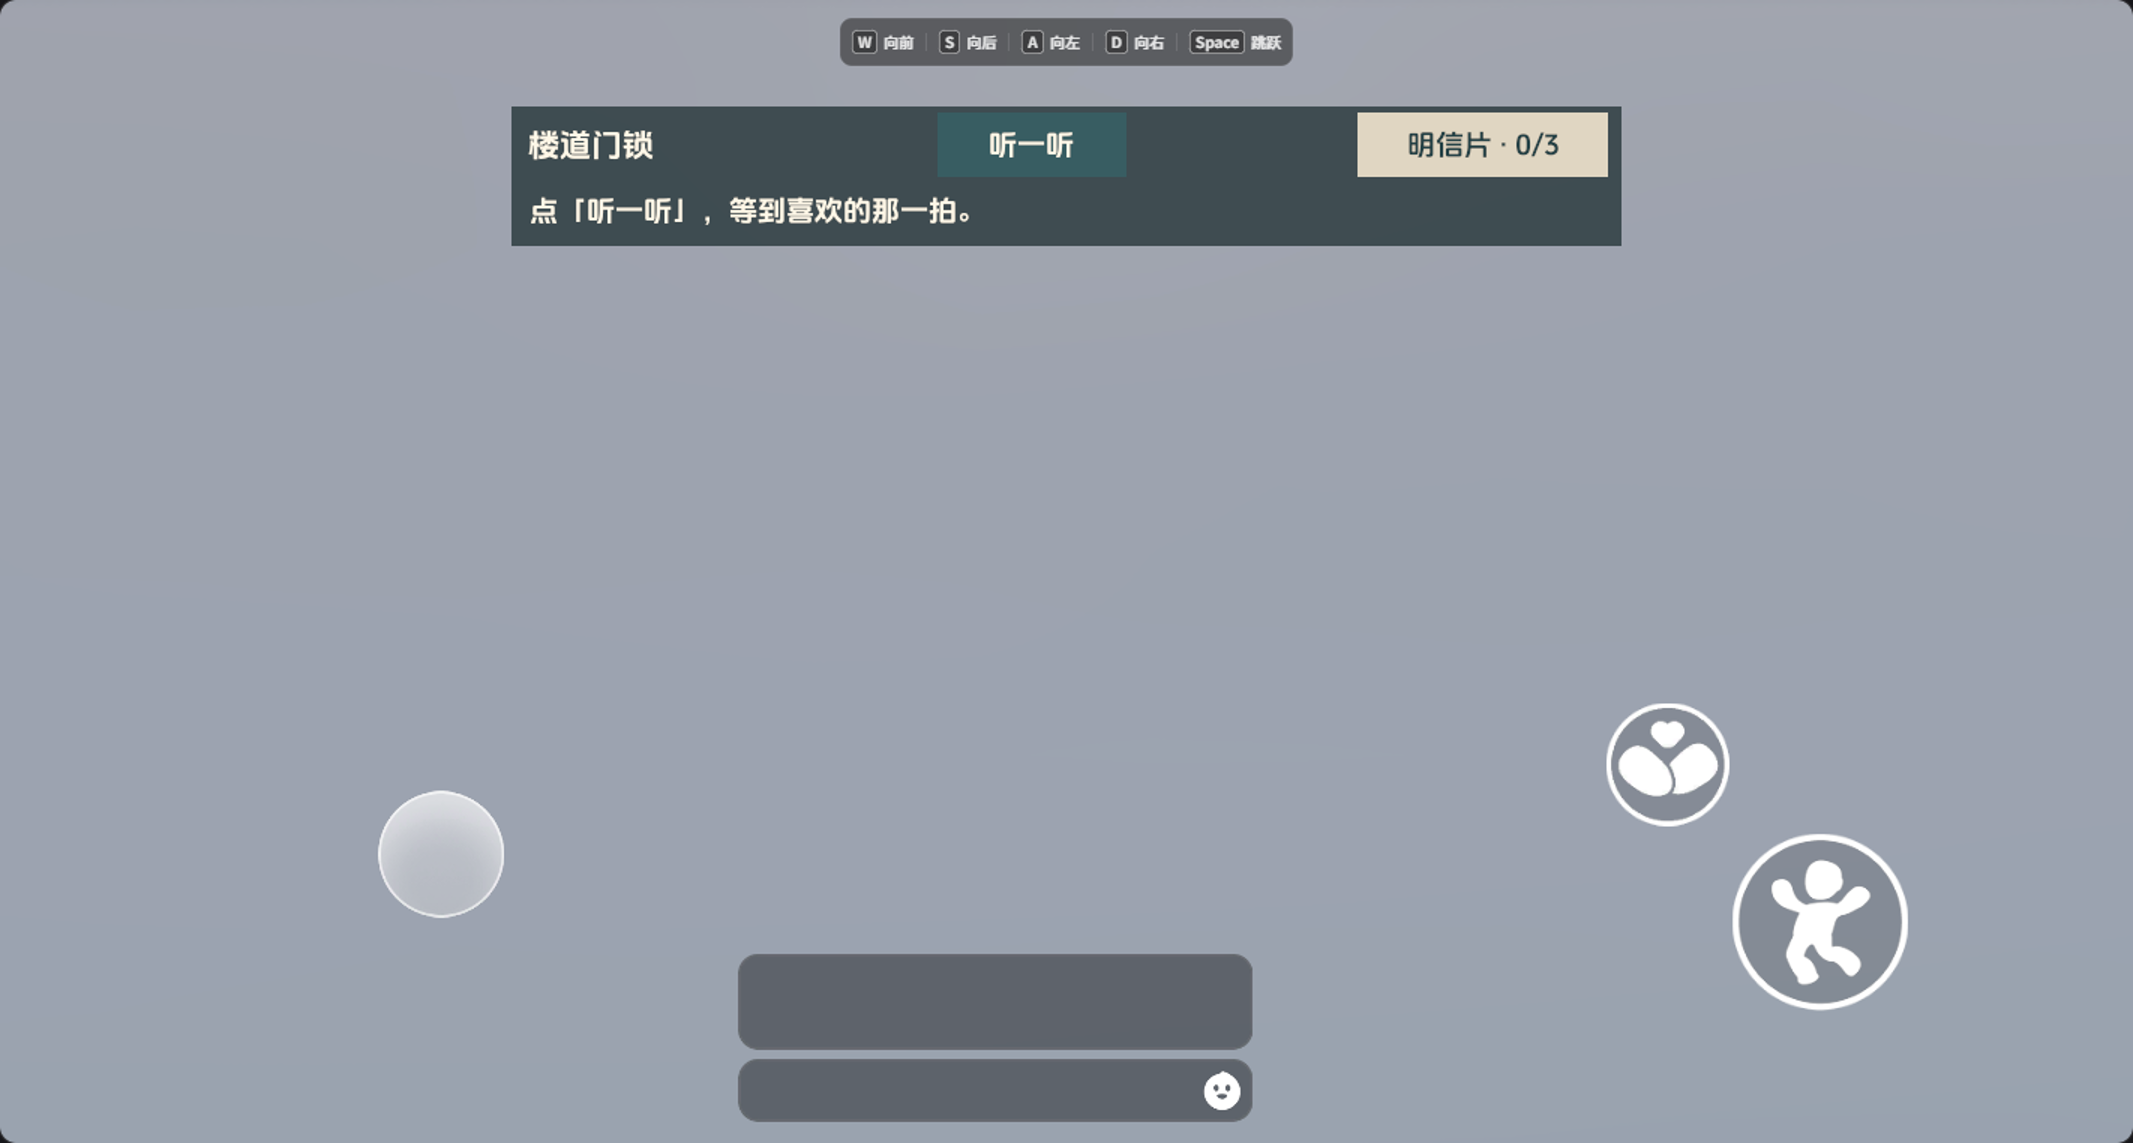 W 向前 S 向后 A 向左 D 向右 Space 跳跃
楼道门锁 听一听 明信片 · 0/3
点「听一听」，等到喜欢的那一拍。